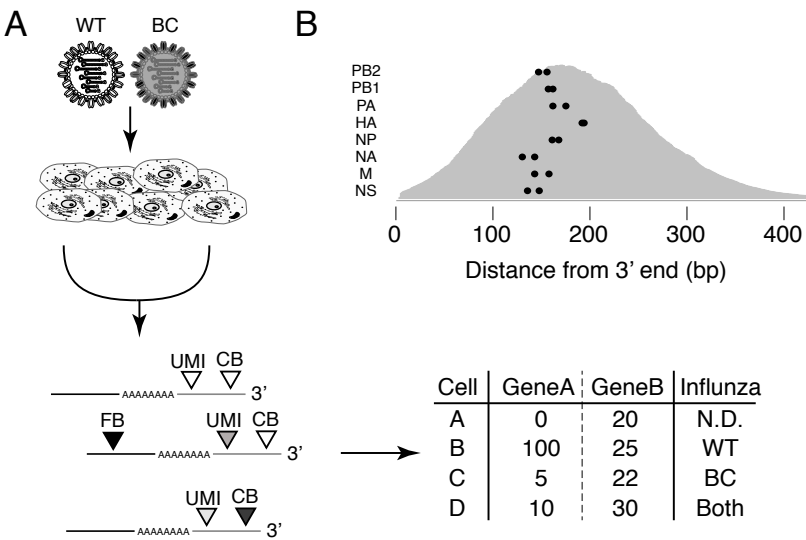 A
WT BC
B
PB2
PB1
PA
HA
NP
NA
M
NS
0 100 200 300 400
Distance from 3’ end (bp)
UMI CB
AAAAAAAA 3’
FB UMI CB
AAAAAAAA 3’
UMI CB
AAAAAAAA 3’
Cell GeneA GeneB Influnza
A 0 20 N.D.
B 100 25 WT
C 5 22 BC
D 10 30 Both